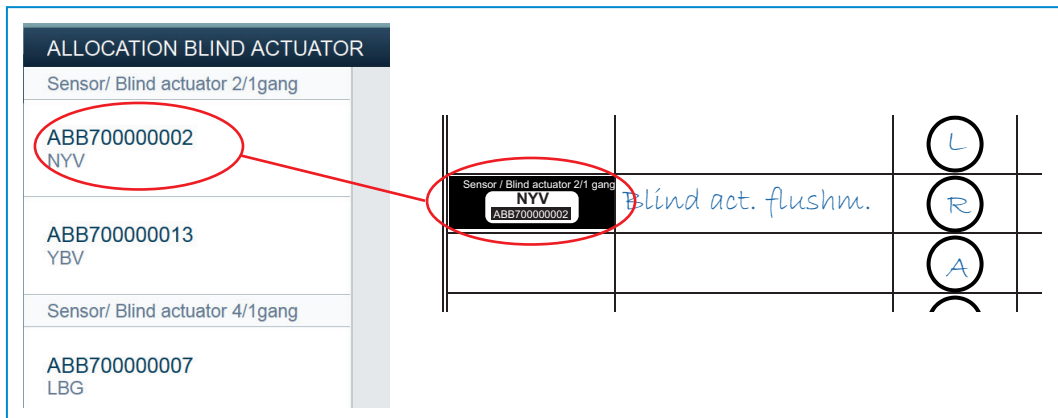 ALLOCATION BLIND ACTUATOR
Sensor/ Blind actuator 2/1gang
ABB700000002
NYV
ABB700000013
YBV
Sensor/ Blind actuator 4/1gang
ABB700000007
LBG
L
Sensor / Blind actuator 2/1 gang
NYV
ABB700000002
Blind act. flushm.
R
A